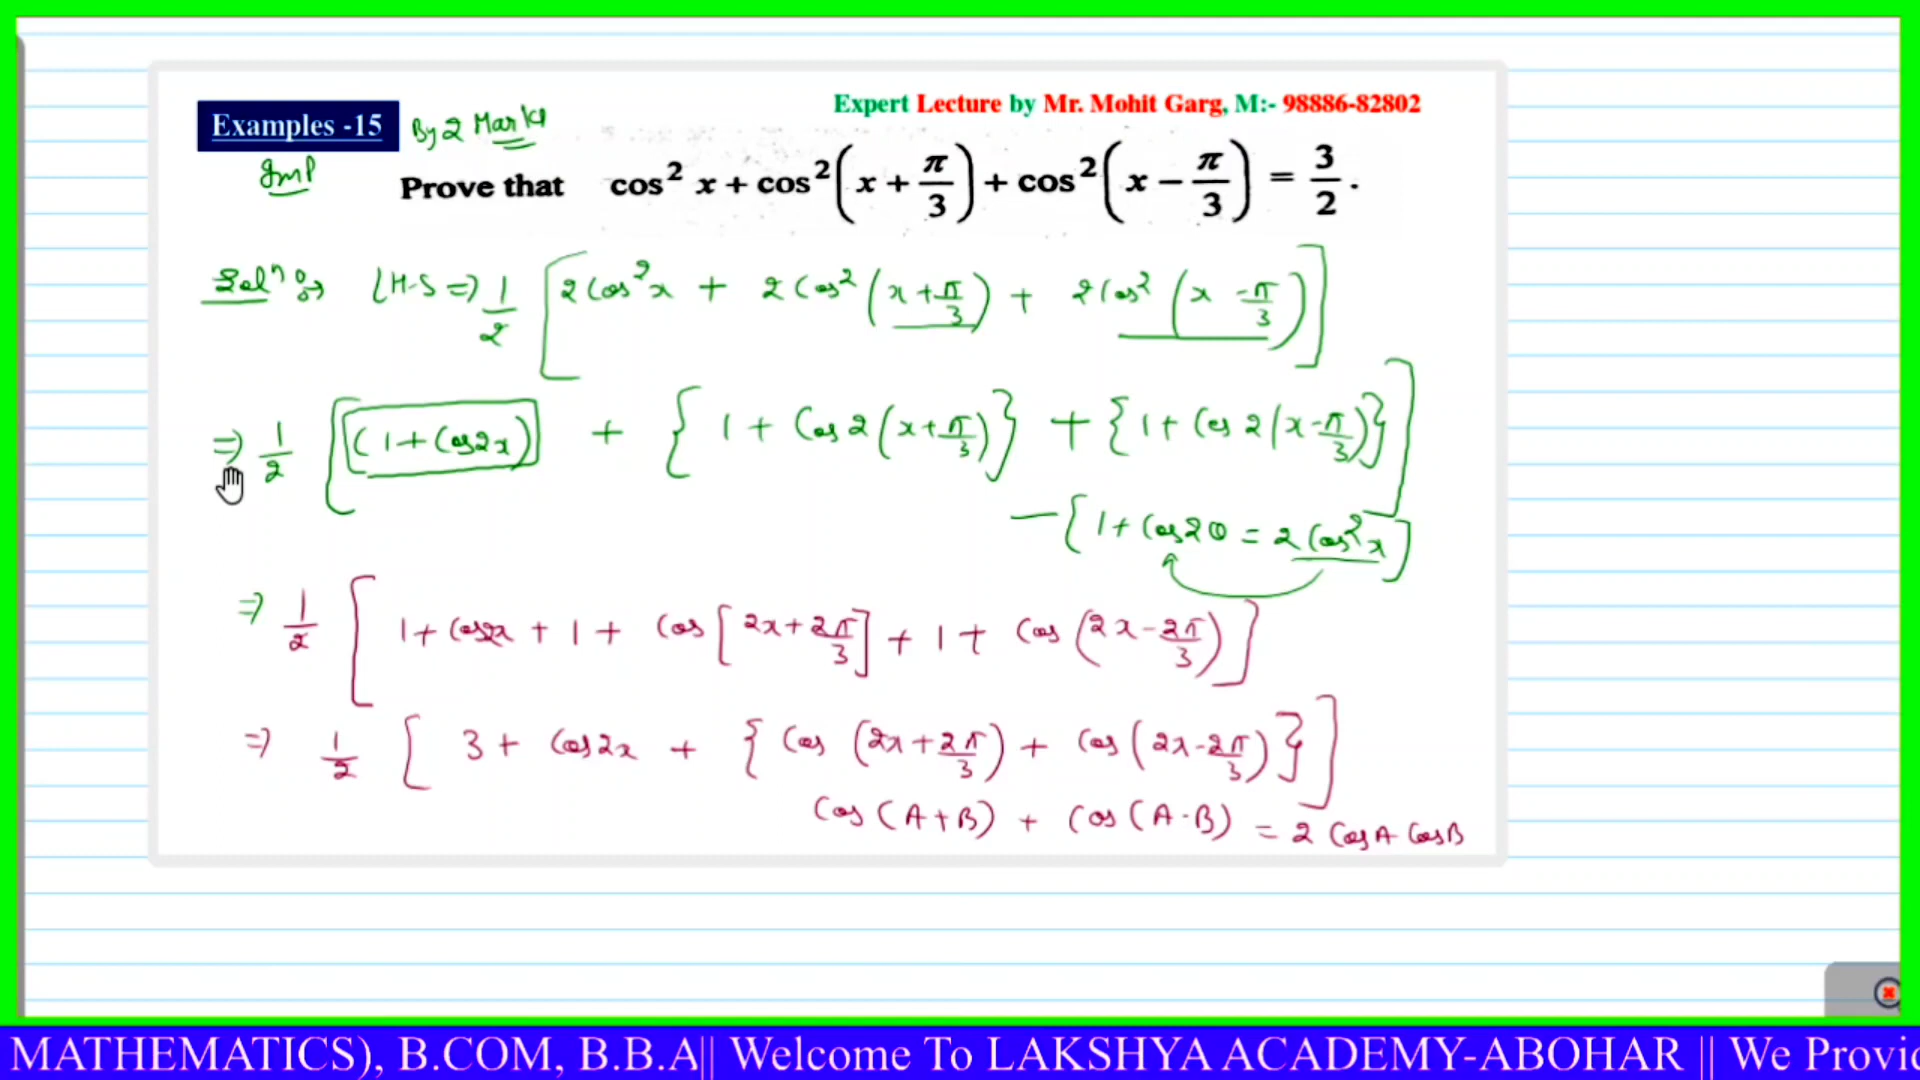 Expert Lecture by Mr. Mohit Garg, M:- 98886-82802
Examples -15 By 2 Marks
Imp
Prove that cos² x + cos²(x + π/3) + cos²(x − π/3) = 3/2.
Solⁿ:→ LH·S => 1/2 [2 Cos²x + 2 Cos² (x + π/3) + 2 Cos² (x − π/3)]
=> 1/2 [(1 + Cos2x) + {1 + Cos 2(x + π/3)} + {1 + Cos 2(x − π/3)}]
— {1 + Cos2θ = 2 Cos²x]
=> 1/2 [1 + Cos2x + 1 + Cos [2x + 2π/3] + 1 + Cos (2x − 2π/3)]
=> 1/2 [3 + Cos2x + {Cos (2x + 2π/3) + Cos (2x − 2π/3)}]
Cos (A+B) + Cos (A-B) = 2 CosA CosB
MATHEMATICS), B.COM, B.B.A|| Welcome To LAKSHYA ACADEMY-ABOHAR || We Provid